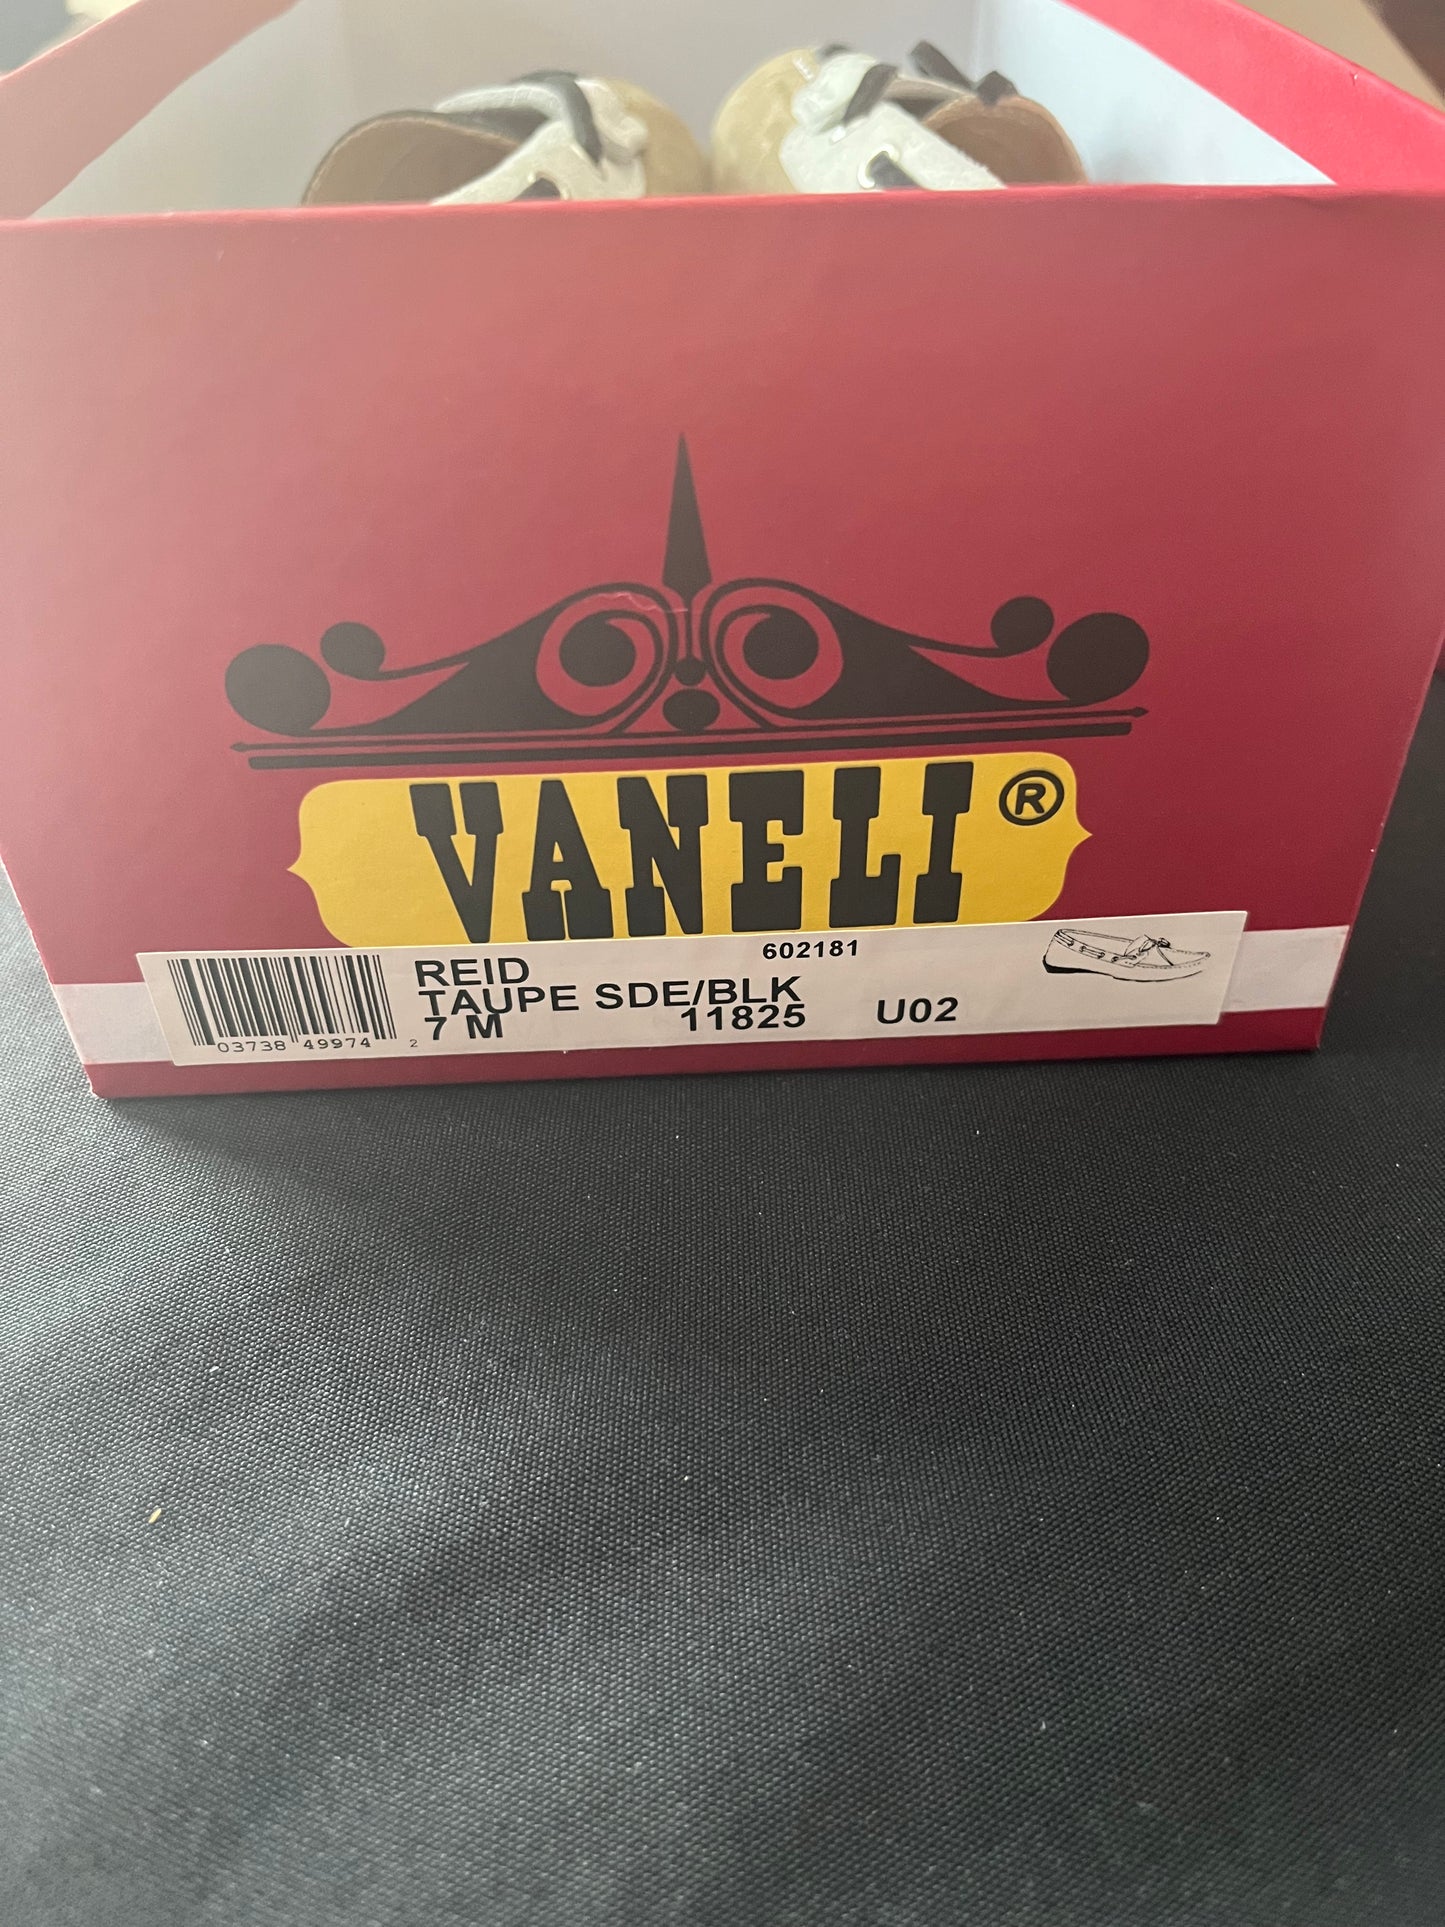 VANELI®
602181
REID
TAUPE SDE/BLK
7 M 11825 U02
03738 49974 2